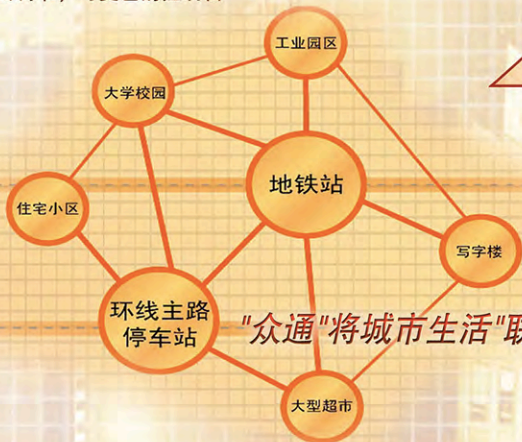 工业园区
大学校园
地铁站
住宅小区
写字楼
环线主路
停车站
"众通"将城市生活"联
大型超市